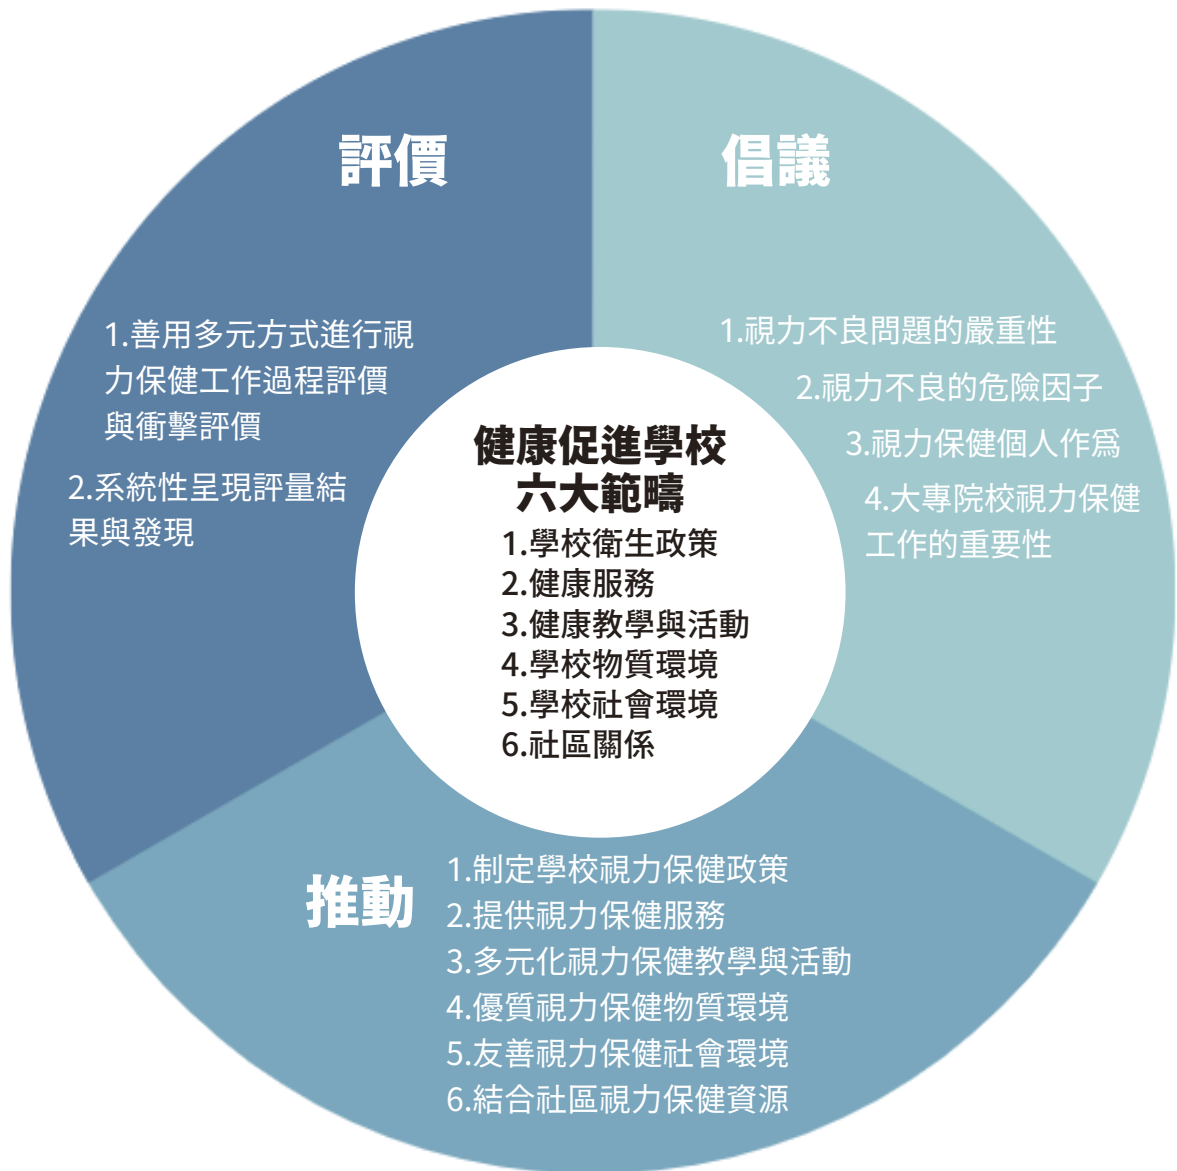 評價
1.善用多元方式進行視
力保健工作過程評價
與衝擊評價
2.系統性呈現評量結
果與發現
倡議
1.視力不良問題的嚴重性
2.視力不良的危險因子
3.視力保健個人作爲
4.大專院校視力保健
工作的重要性
健康促進學校
六大範疇
1.學校衛生政策
2.健康服務
3.健康教學與活動
4.學校物質環境
5.學校社會環境
6.社區關係
推動
1.制定學校視力保健政策
2.提供視力保健服務
3.多元化視力保健教學與活動
4.優質視力保健物質環境
5.友善視力保健社會環境
6.結合社區視力保健資源